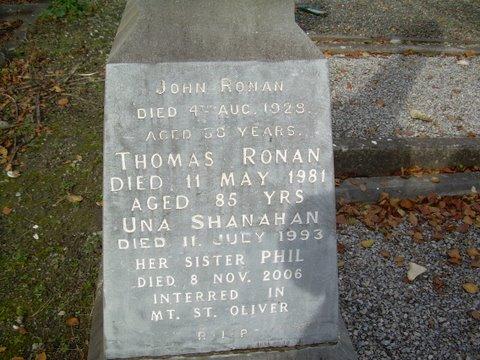 JOHN RONAN
DIED 4TH AUG. 1928.
AGED 38 YEARS.
THOMAS RONAN
DIED 11 MAY 1981
AGED 85 YRS
UNA SHANAHAN
DIED 11. JULY 1993
HER SISTER PHIL
DIED 8 NOV. 2006
INTERRED IN
MT. ST. OLIVER
R.I.P.